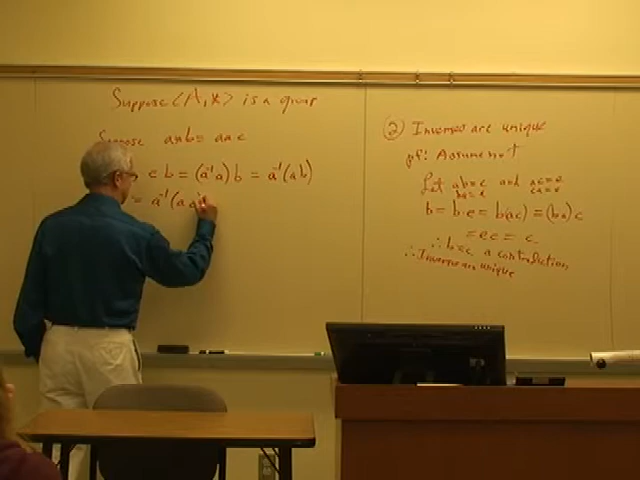 Suppose <A,*> is a group
Suppose a*b = a*c
e b = (a⁻¹a)b = a⁻¹(ab)
= a⁻¹(a
② Inverses are unique
pf: Assume not
Let ab=e and ac=e
ba=e ca=e
b = b·e = b(ac) = (ba)c
= ec = c
∴ b=c, a contradiction
∴ Inverses are unique